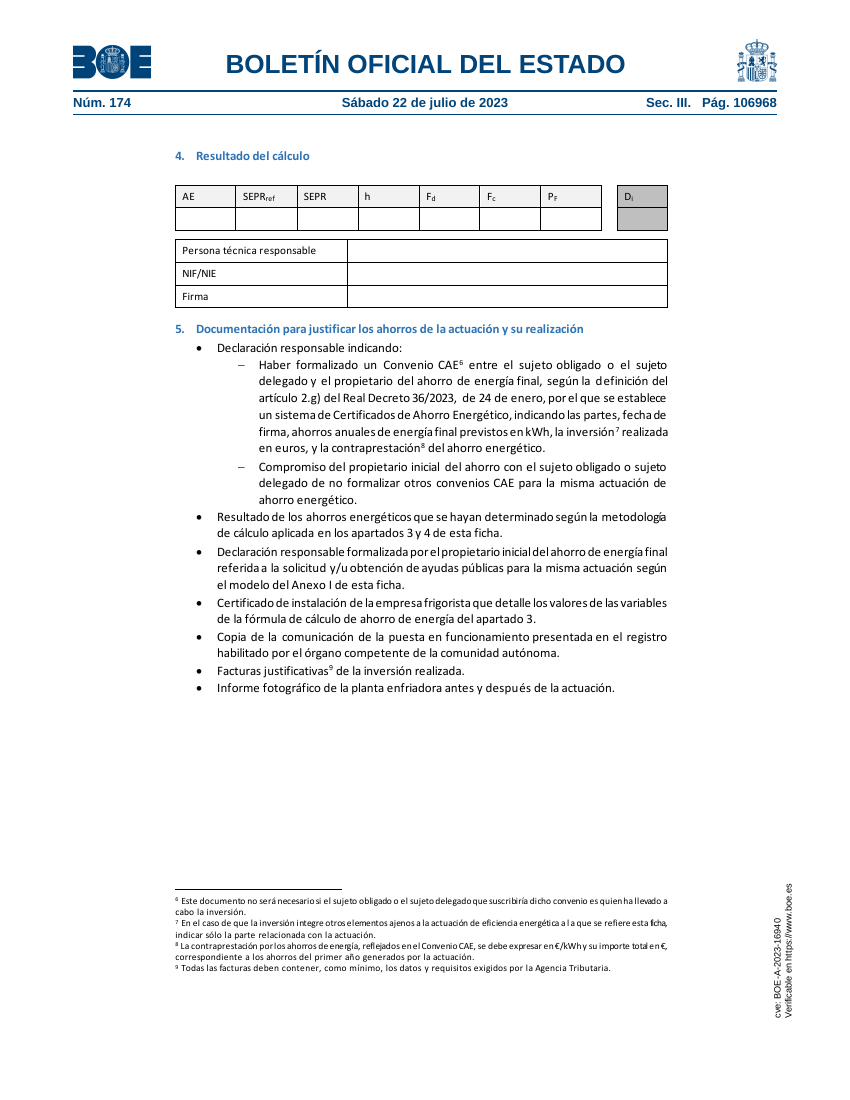 BOE
BOLETÍN OFICIAL DEL ESTADO
Núm. 174
Sábado 22 de julio de 2023
Sec. III. Pág. 106968
4. Resultado del cálculo
AE SEPRref SEPR h Fd Fc PF Di
Persona técnica responsable
NIF/NIE
Firma
5. Documentación para justificar los ahorros de la actuación y su realización
• Declaración responsable indicando:
– Haber formalizado un Convenio CAE⁶ entre el sujeto obligado o el sujeto
delegado y el propietario del ahorro de energía final, según la definición del
artículo 2.g) del Real Decreto 36/2023, de 24 de enero, por el que se establece
un sistema de Certificados de Ahorro Energético, indicando las partes, fecha de
firma, ahorros anuales de energía final previstos en kWh, la inversión⁷ realizada
en euros, y la contraprestación⁸ del ahorro energético.
– Compromiso del propietario inicial del ahorro con el sujeto obligado o sujeto
delegado de no formalizar otros convenios CAE para la misma actuación de
ahorro energético.
• Resultado de los ahorros energéticos que se hayan determinado según la metodología
de cálculo aplicada en los apartados 3 y 4 de esta ficha.
• Declaración responsable formalizada por el propietario inicial del ahorro de energía final
referida a la solicitud y/u obtención de ayudas públicas para la misma actuación según
el modelo del Anexo I de esta ficha.
• Certificado de instalación de la empresa frigorista que detalle los valores de las variables
de la fórmula de cálculo de ahorro de energía del apartado 3.
• Copia de la comunicación de la puesta en funcionamiento presentada en el registro
habilitado por el órgano competente de la comunidad autónoma.
• Facturas justificativas⁹ de la inversión realizada.
• Informe fotográfico de la planta enfriadora antes y después de la actuación.
⁶ Este documento no será necesario si el sujeto obligado o el sujeto delegado que suscribiría dicho convenio es quien ha llevado a
cabo la inversión.
⁷ En el caso de que la inversión integre otros elementos ajenos a la actuación de eficiencia energética a la que se refiere esta ficha,
indicar sólo la parte relacionada con la actuación.
⁸ La contraprestación por los ahorros de energía, reflejados en el Convenio CAE, se debe expresar en €/kWh y su importe total en €,
correspondiente a los ahorros del primer año generados por la actuación.
⁹ Todas las facturas deben contener, como mínimo, los datos y requisitos exigidos por la Agencia Tributaria.
cve: BOE-A-2023-16940
Verificable en https://www.boe.es